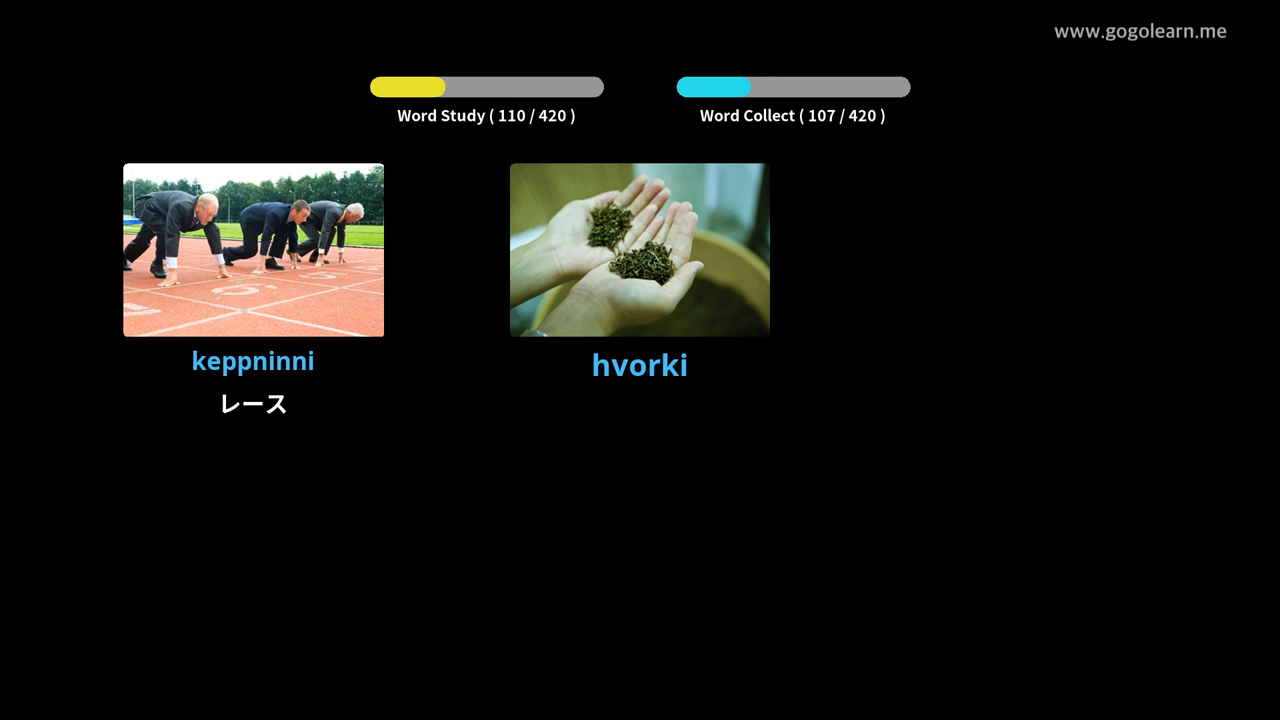 www.gogolearn.me
Word Study ( 110 / 420 )
Word Collect ( 107 / 420 )
keppninni
レース
hvorki